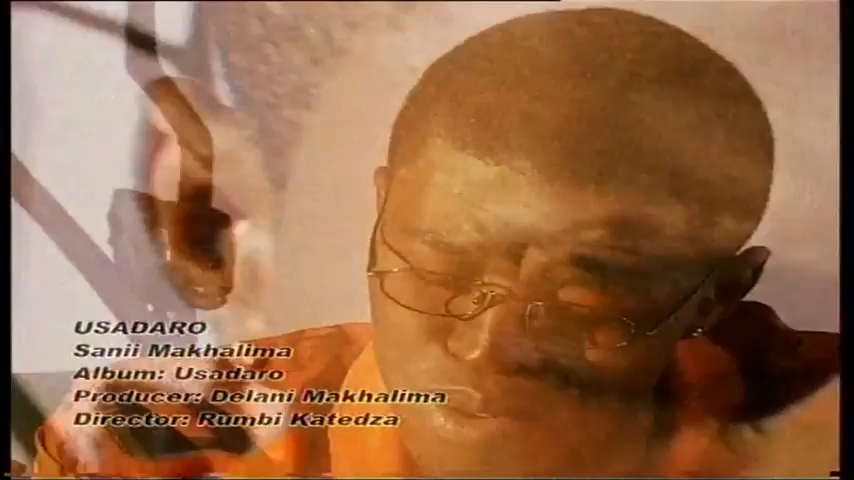 USADARO
Sanii Makhalima
Album: Usadaro
Producer: Delani Makhalima
Director: Rumbi Katedza